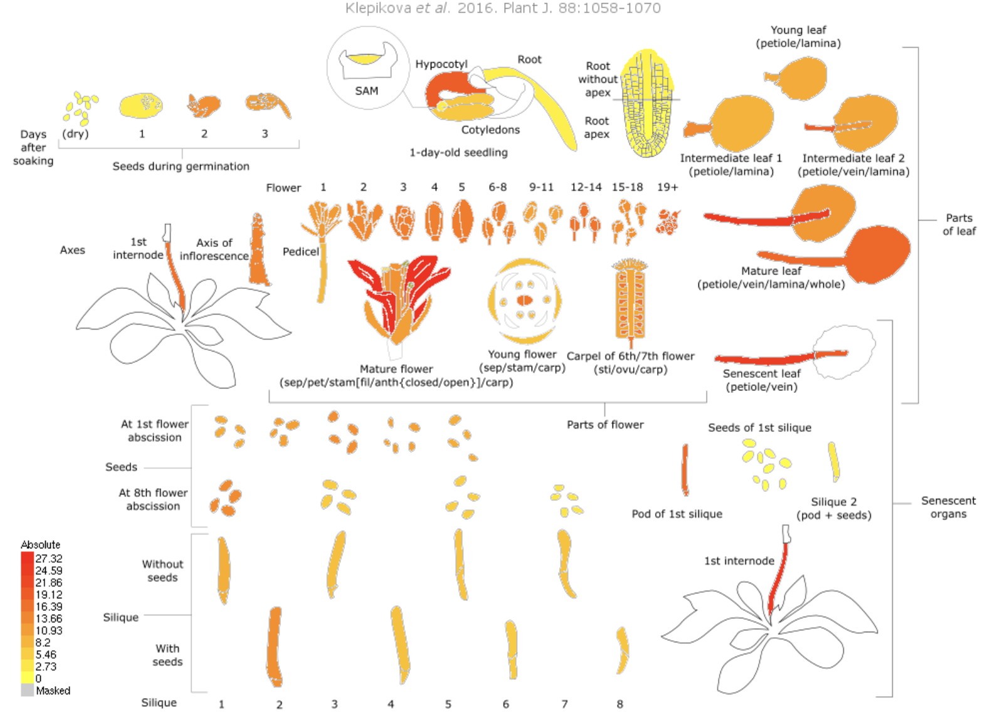 Klepikova et al. 2016. Plant J. 88:1058-1070
Young leaf
(petiole/lamina)
SAM
Hypocotyl
Root
Cotyledons
1-day-old seedling
Root
without
apex
Root
apex
Intermediate leaf 1
(petiole/lamina)
Intermediate leaf 2
(petiole/vein/lamina)
Days
after
soaking
(dry)
1
2
3
Seeds during germination
Flower
1
2
3
4
5
6-8
9-11
12-14
15-18
19+
Pedicel
Axes
1st
internode
Axis of
inflorescence
Mature leaf
(petiole/vein/lamina/whole)
Parts
of leaf
Mature flower
(sep/pet/stam[fil/anth{closed/open}]/carp)
Young flower
(sep/stam/carp)
Carpel of 6th/7th flower
(sti/ovu/carp)
Senescent leaf
(petiole/vein)
Parts of flower
At 1st flower
abscission
Seeds
At 8th flower
abscission
Pod of 1st silique
Seeds of 1st silique
Silique 2
(pod + seeds)
Senescent
organs
1st internode
Without
seeds
Silique
With
seeds
Silique
1
2
3
4
5
6
7
8
Absolute
27.32
24.59
21.86
19.12
16.39
13.66
10.93
8.2
5.46
2.73
0
Masked